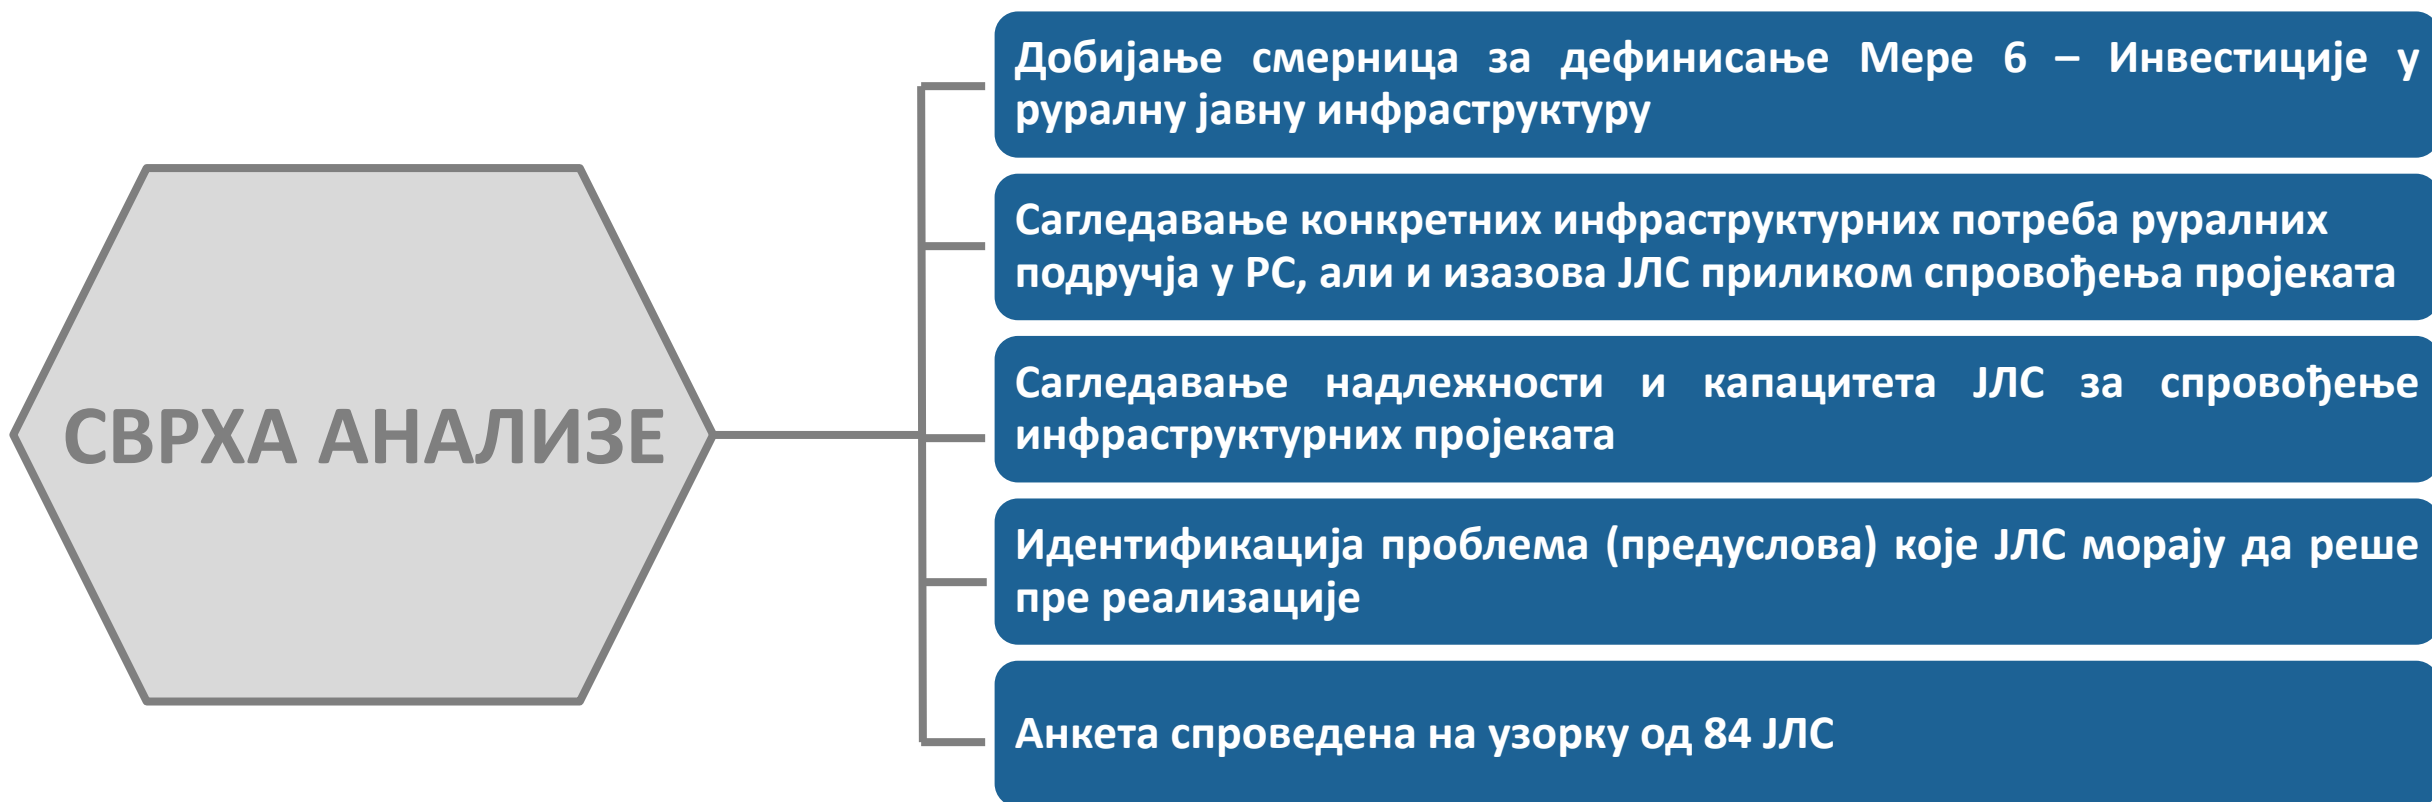 СВРХА АНАЛИЗЕ
Добијање смерница за дефинисање Мере 6 – Инвестиције у
руралну јавну инфраструктуру
Сагледавање конкретних инфраструктурних потреба руралних
подручја у РС, али и изазова ЈЛС приликом спровођења пројеката
Сагледавање надлежности и капацитета ЈЛС за спровођење
инфраструктурних пројеката
Идентификација проблема (предуслова) које ЈЛС морају да реше
пре реализације
Анкета спроведена на узорку од 84 ЈЛС